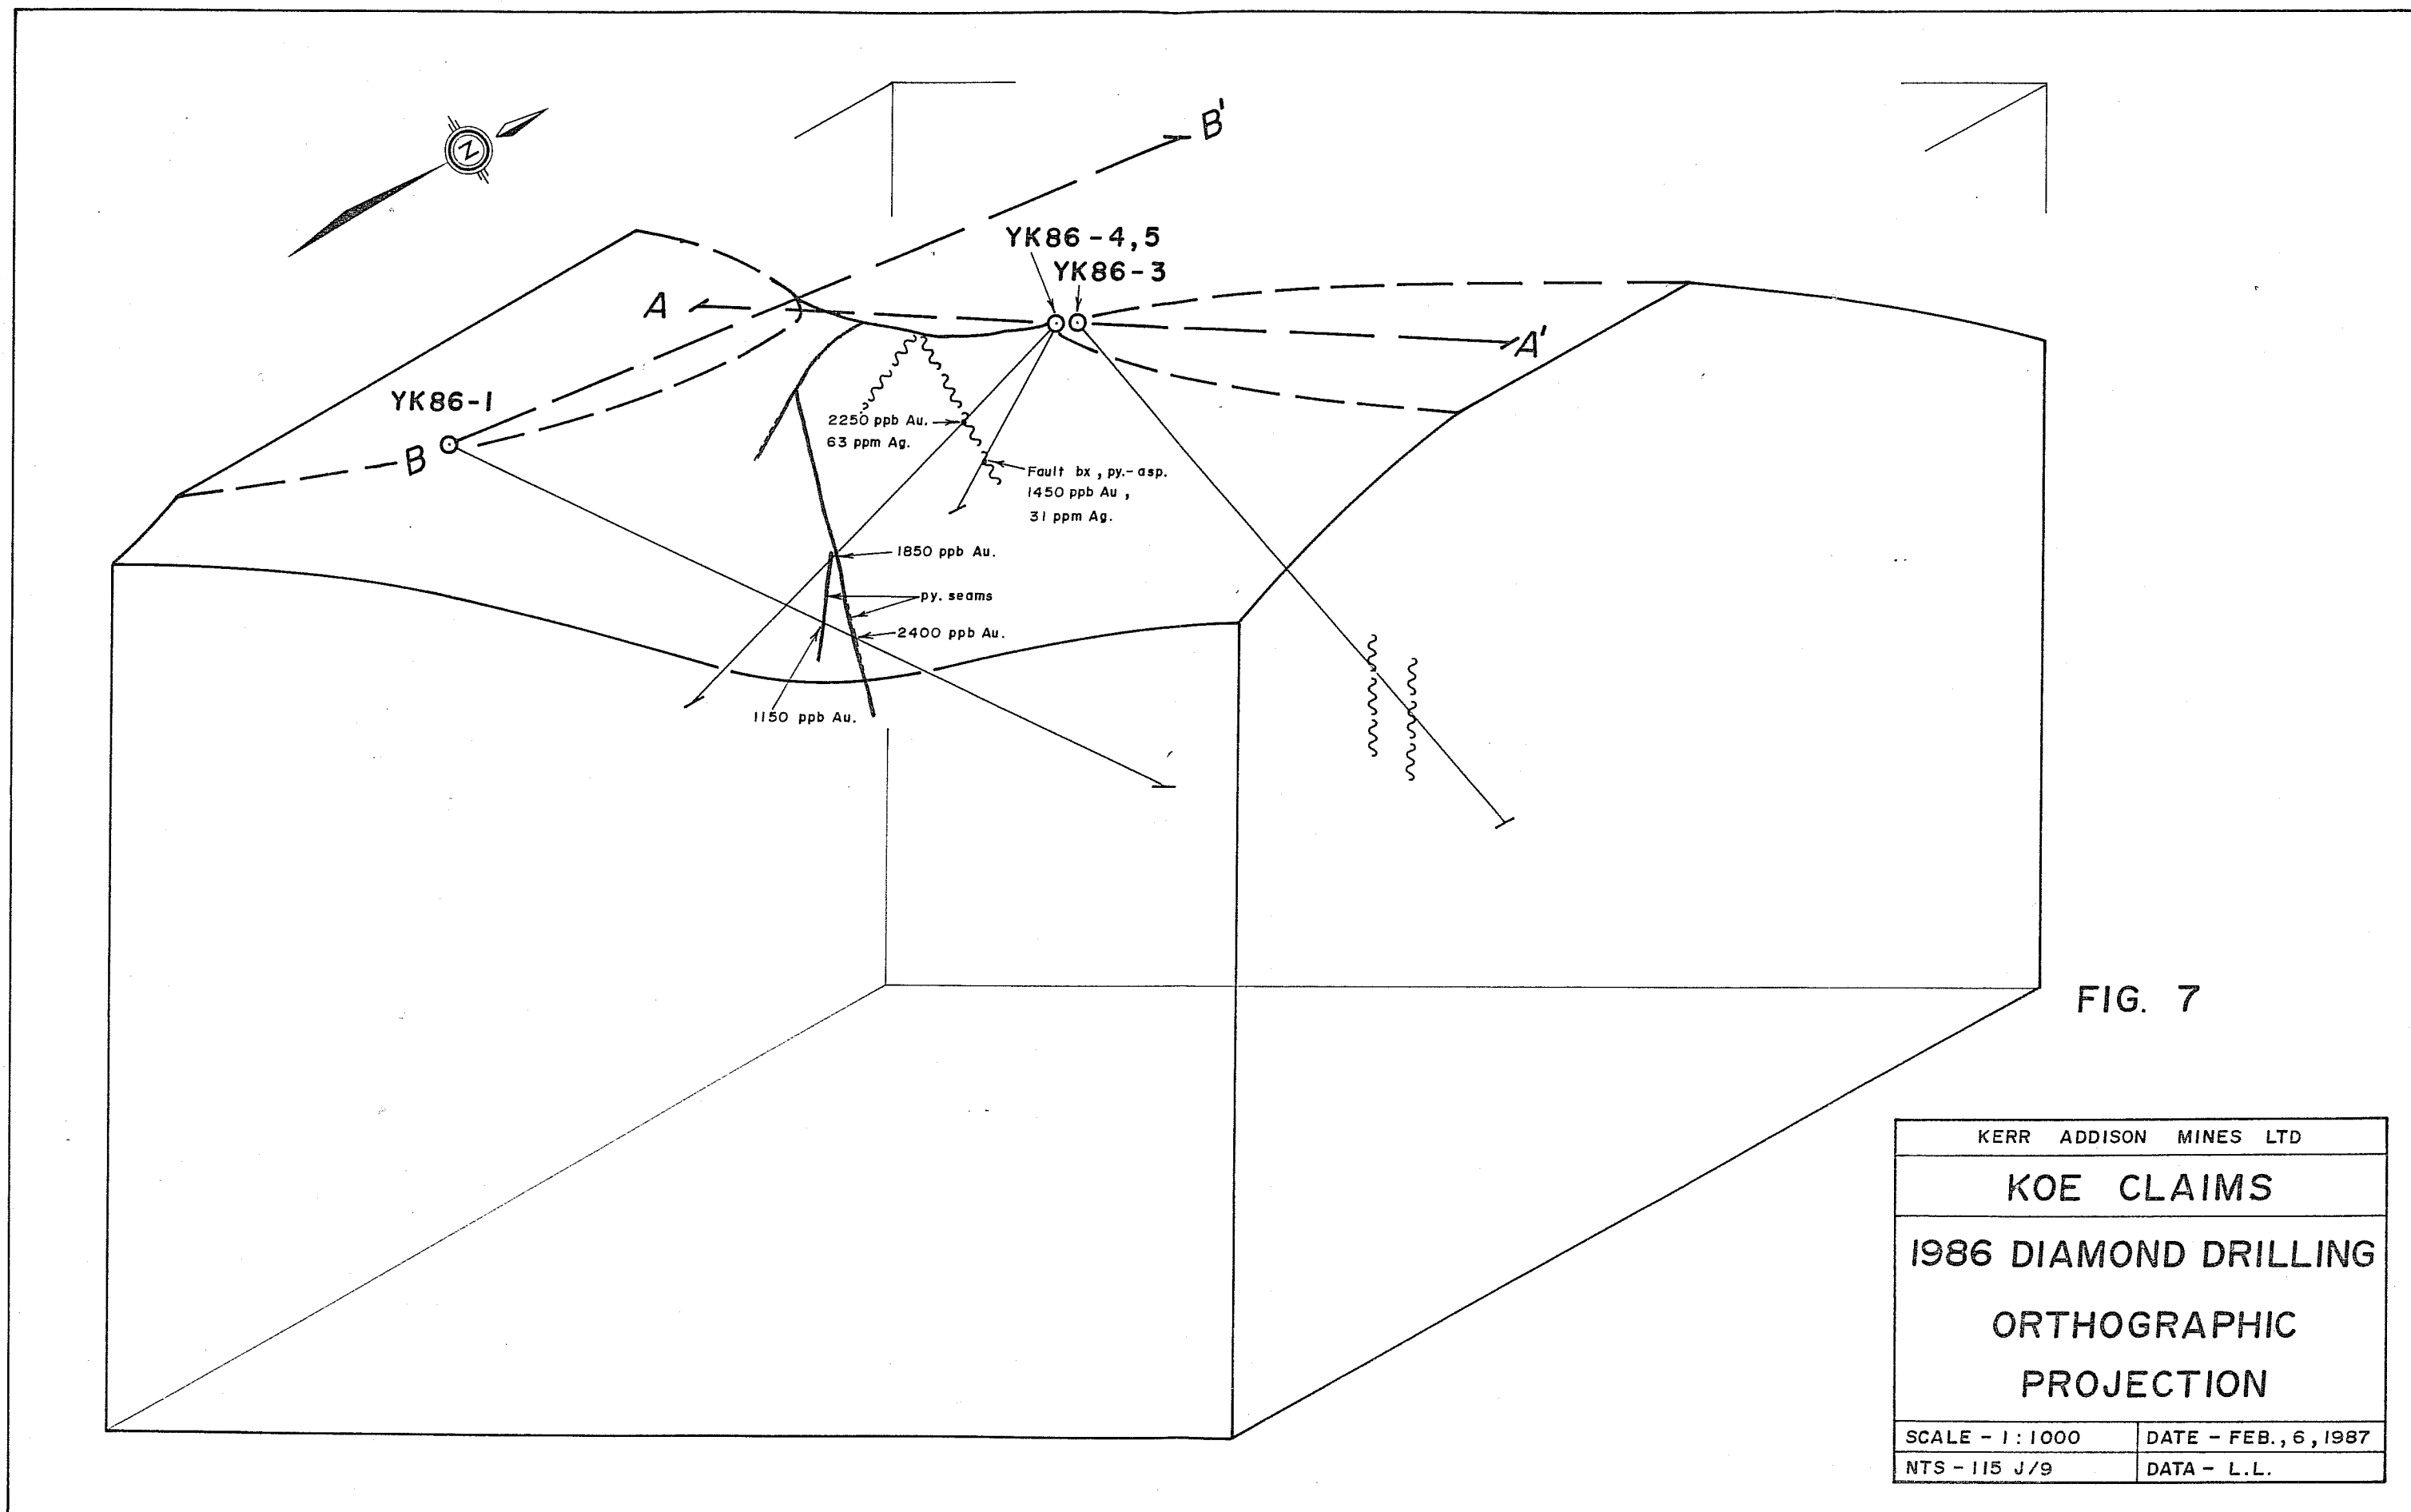 N
B'
YK86-4,5
YK86-3
A
A'
YK86-1
B
2250 ppb Au.
63 ppm Ag.
Fault bx, py.-asp.
1450 ppb Au,
31 ppm Ag.
1850 ppb Au.
py. seams
2400 ppb Au.
1150 ppb Au.
FIG. 7
KERR ADDISON MINES LTD
KOE CLAIMS
1986 DIAMOND DRILLING
ORTHOGRAPHIC
PROJECTION
SCALE - 1:1000
DATE - FEB., 6, 1987
NTS - 115 J/9
DATA - L.L.